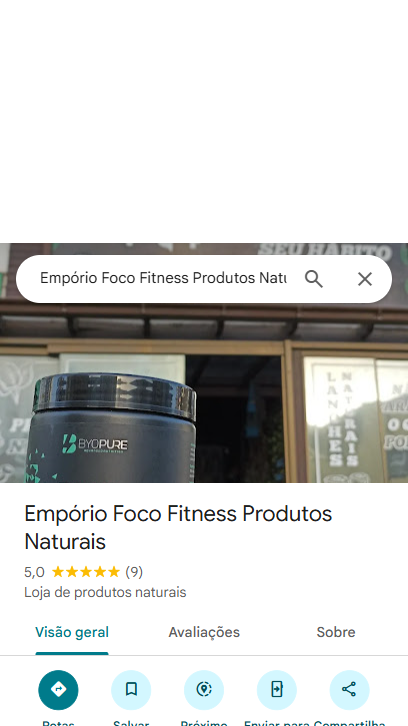 SEU HÁBITO
Empório Foco Fitness Produtos Natu
BYOPURE
LANCHES
NATURAIS
Empório Foco Fitness Produtos
Naturais
5,0 (9)
Loja de produtos naturais
Visão geral
Avaliações
Sobre
Rotas
Salvar
Próximo
Enviar para
Compartilha